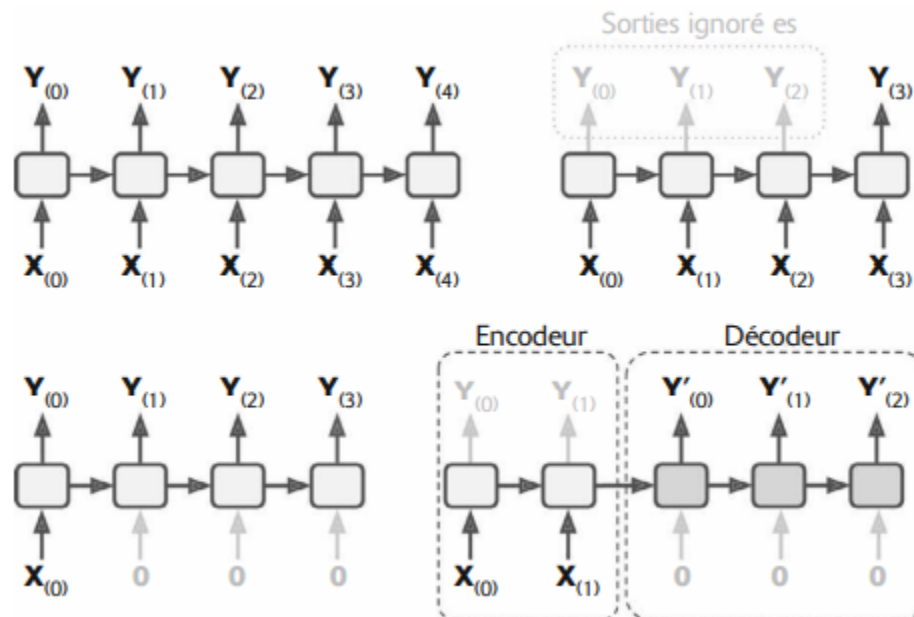 Sorties ignoré es
Y(0) Y(1) Y(2) Y(3) Y(4)
Y(0) Y(1) Y(2) Y(3)
X(0) X(1) X(2) X(3) X(4)
X(0) X(1) X(2) X(3)
Encodeur
Décodeur
Y(0) Y(1) Y(2) Y(3)
Y(0) Y(1)
Y′(0) Y′(1) Y′(2)
X(0) 0 0 0
X(0) X(1)
0 0 0